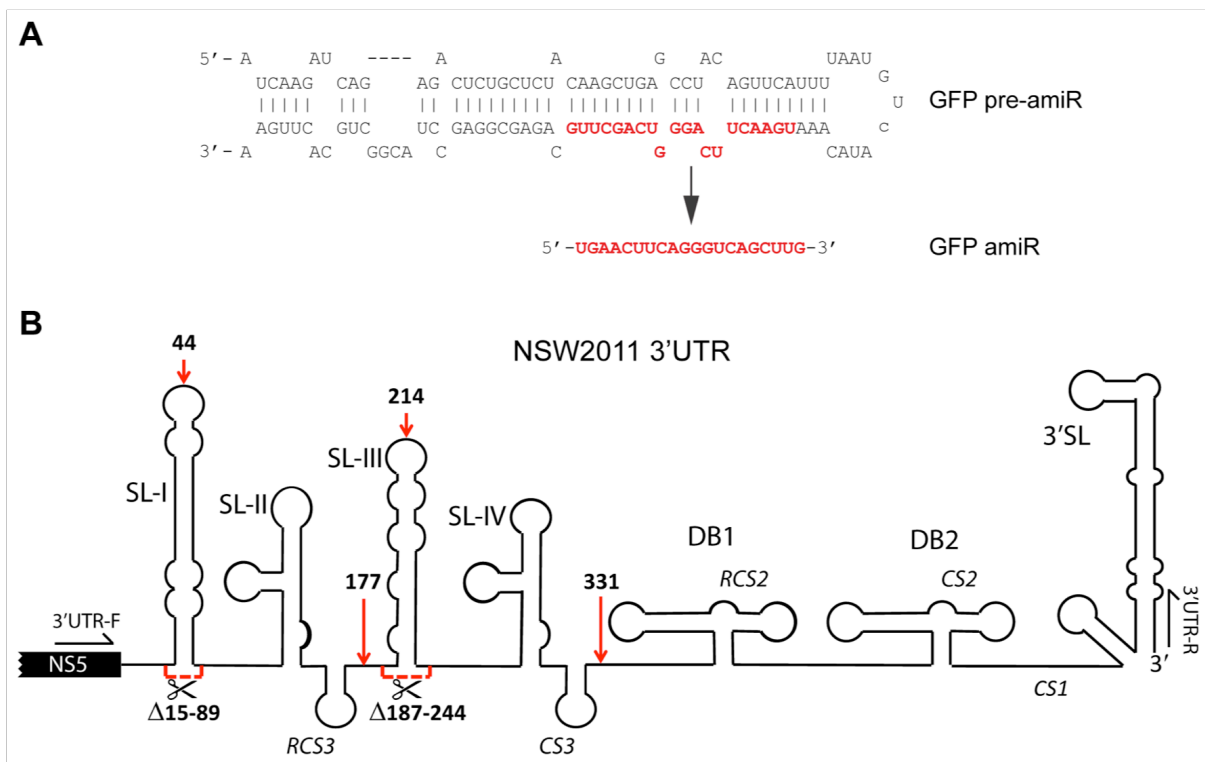 A
5′- A AU ---- A A G AC UAAU
UCAAG CAG AG CUCUGCUCU CAAGCUGA CCU AGUUCAUUU G
||||| ||| || ||||||||| |||||||| ||| |||||||||| U GFP pre-amiR
AGUUC GUC UC GAGGCGAGA GUUCGACU GGA UCAAGUAAA C
3′- A AC GGCA C C G CU CAUA
5′-UGAACUUCAGGGUCAGCUUG-3′ GFP amiR
B
NSW2011 3’UTR
44
214
3'SL
SL-III
SL-I
SL-II
SL-IV
DB1
DB2
177
331
RCS2
CS2
3'UTR-F
3'UTR-R
NS5
3'
Δ15-89
Δ187-244
CS1
RCS3
CS3